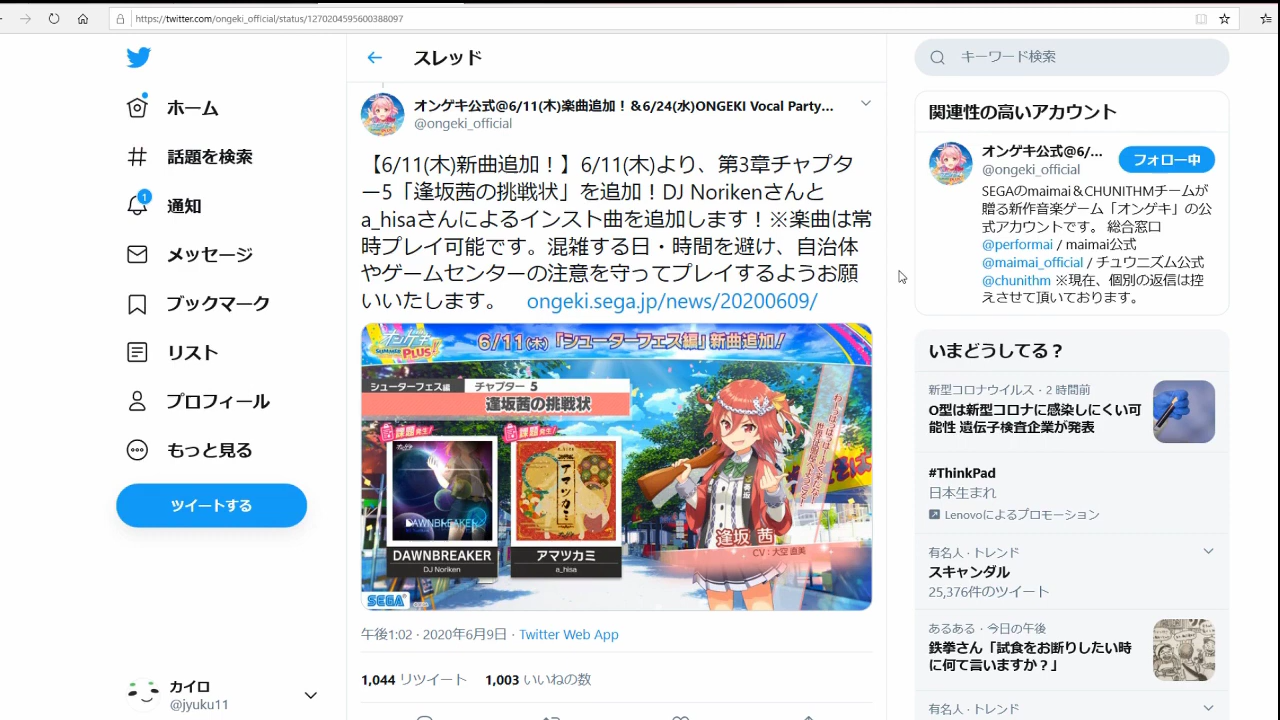 https://twitter.com/ongeki_official/status/1270204595600388097
ホーム
話題を検索
1
通知
メッセージ
ブックマーク
リスト
プロフィール
もっと見る
ツイートする
カイロ
@jyuku11
スレッド
オンゲキ公式@6/11(木)楽曲追加！＆6/24(水)ONGEKI Vocal Party...
@ongeki_official
【6/11(木)新曲追加！】6/11(木)より、第3章チャプタ
ー5「逢坂茜の挑戦状」を追加！DJ Norikenさんと
a_hisaさんによるインスト曲を追加します！※楽曲は常
時プレイ可能です。混雑する日・時間を避け、自治体
やゲームセンターの注意を守ってプレイするようお願
いいたします。 ongeki.sega.jp/news/20200609/
オンゲキ
SUMMER PLUS!
6/11(木)「シューターフェス編」新曲追加!
シューターフェス編 チャプター 5
逢坂茜の挑戦状
課題発生! 課題発生!
DAWNBREAKER
アマツカミ
DAWNBREAKER
DJ Noriken
アマツカミ
a_hisa
逢坂 茜
CV：大空 直美
SEGA
午後1:02 · 2020年6月9日 · Twitter Web App
1,044 リツイート 1,003 いいねの数
キーワード検索
関連性の高いアカウント
オンゲキ公式@6/...
@ongeki_official
フォロー中
SEGAのmaimai＆CHUNITHMチームが
贈る新作音楽ゲーム「オンゲキ」の公
式アカウントです。 総合窓口
@performai / maimai公式
@maimai_official / チュウニズム公式
@chunithm ※現在、個別の返信は控
えさせて頂いております。
いまどうしてる？
新型コロナウイルス · 2 時間前
O型は新型コロナに感染しにくい可
能性 遺伝子検査企業が発表
#ThinkPad
日本生まれ
Lenovoによるプロモーション
有名人 · トレンド
スキャンダル
25,376件のツイート
あるある · 今日の午後
鉄拳さん「試食をお断りしたい時
に何て言いますか？」
有名人 · トレンド